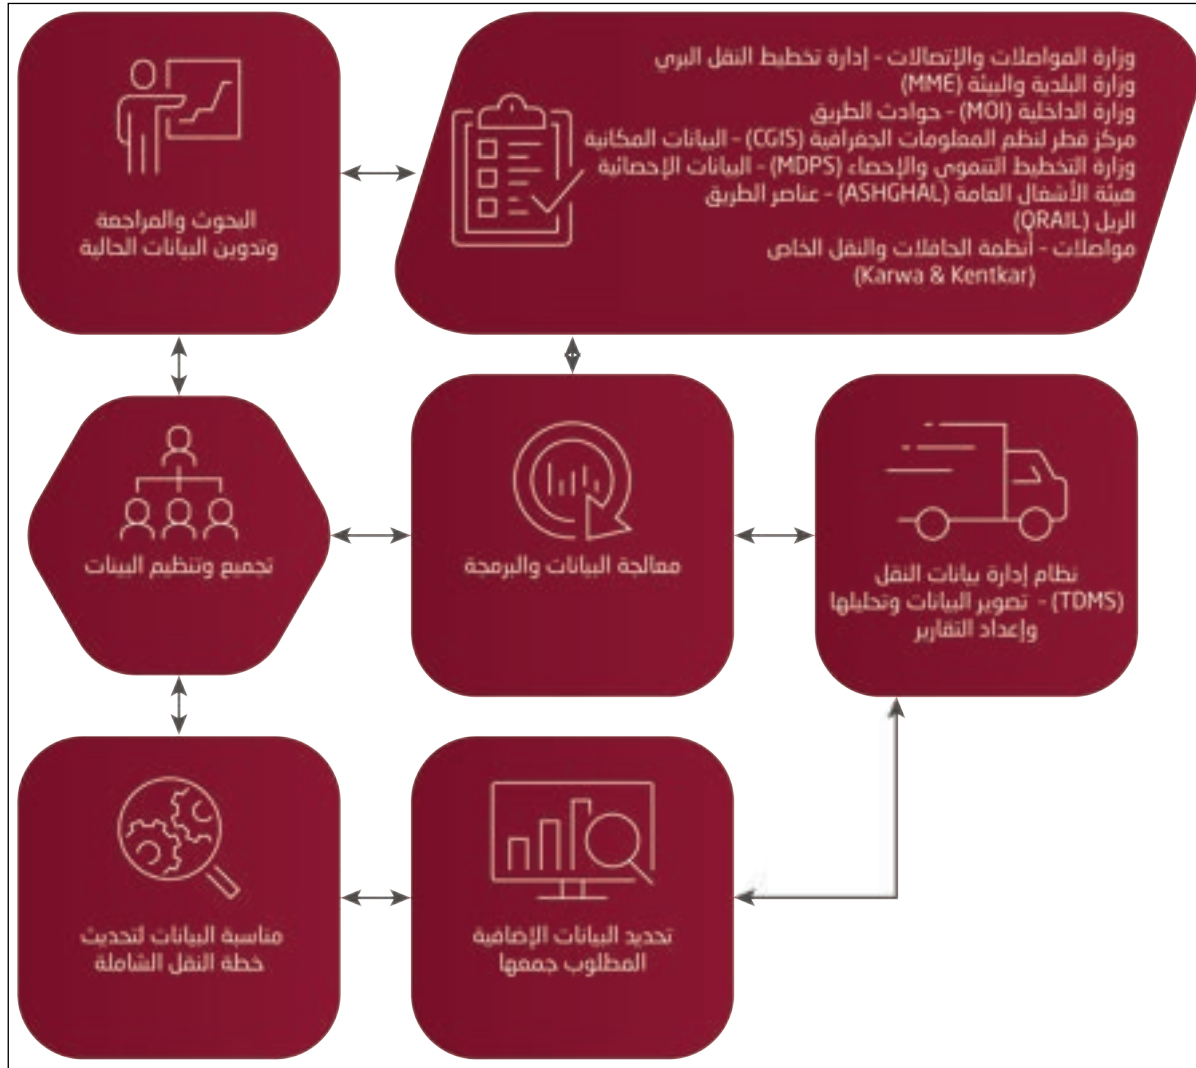 وزارة المواصلات والإتصالات - إدارة تخطيط النقل البري
وزارة البلدية والبيئة (MME)
وزارة الداخلية (MOI) - حوادث الطريق
مركز قطر لنظم المعلومات الجغرافية (CGIS) - البيانات المكانية
وزارة التخطيط التنموي والإحصاء (MDPS) - البيانات الإحصائية
هيئة الأشغال العامة (ASHGHAL) - عناصر الطريق
الريل (QRAIL)
مواصلات - أنظمة الحافلات والنقل الخاص
(Karwa & Kentkar)
البحوث والمراجعة
وتدوين البيانات الحالية
نظام إدارة بيانات النقل
(TDMS) - تصوير البيانات وتحليلها
وإعداد التقارير
معالجة البيانات والبرمجة
تجميع وتنظيم البينات
تحديد البيانات الإضافية
المطلوب جمعها
مناسبة البيانات لتحديث
خطة النقل الشاملة